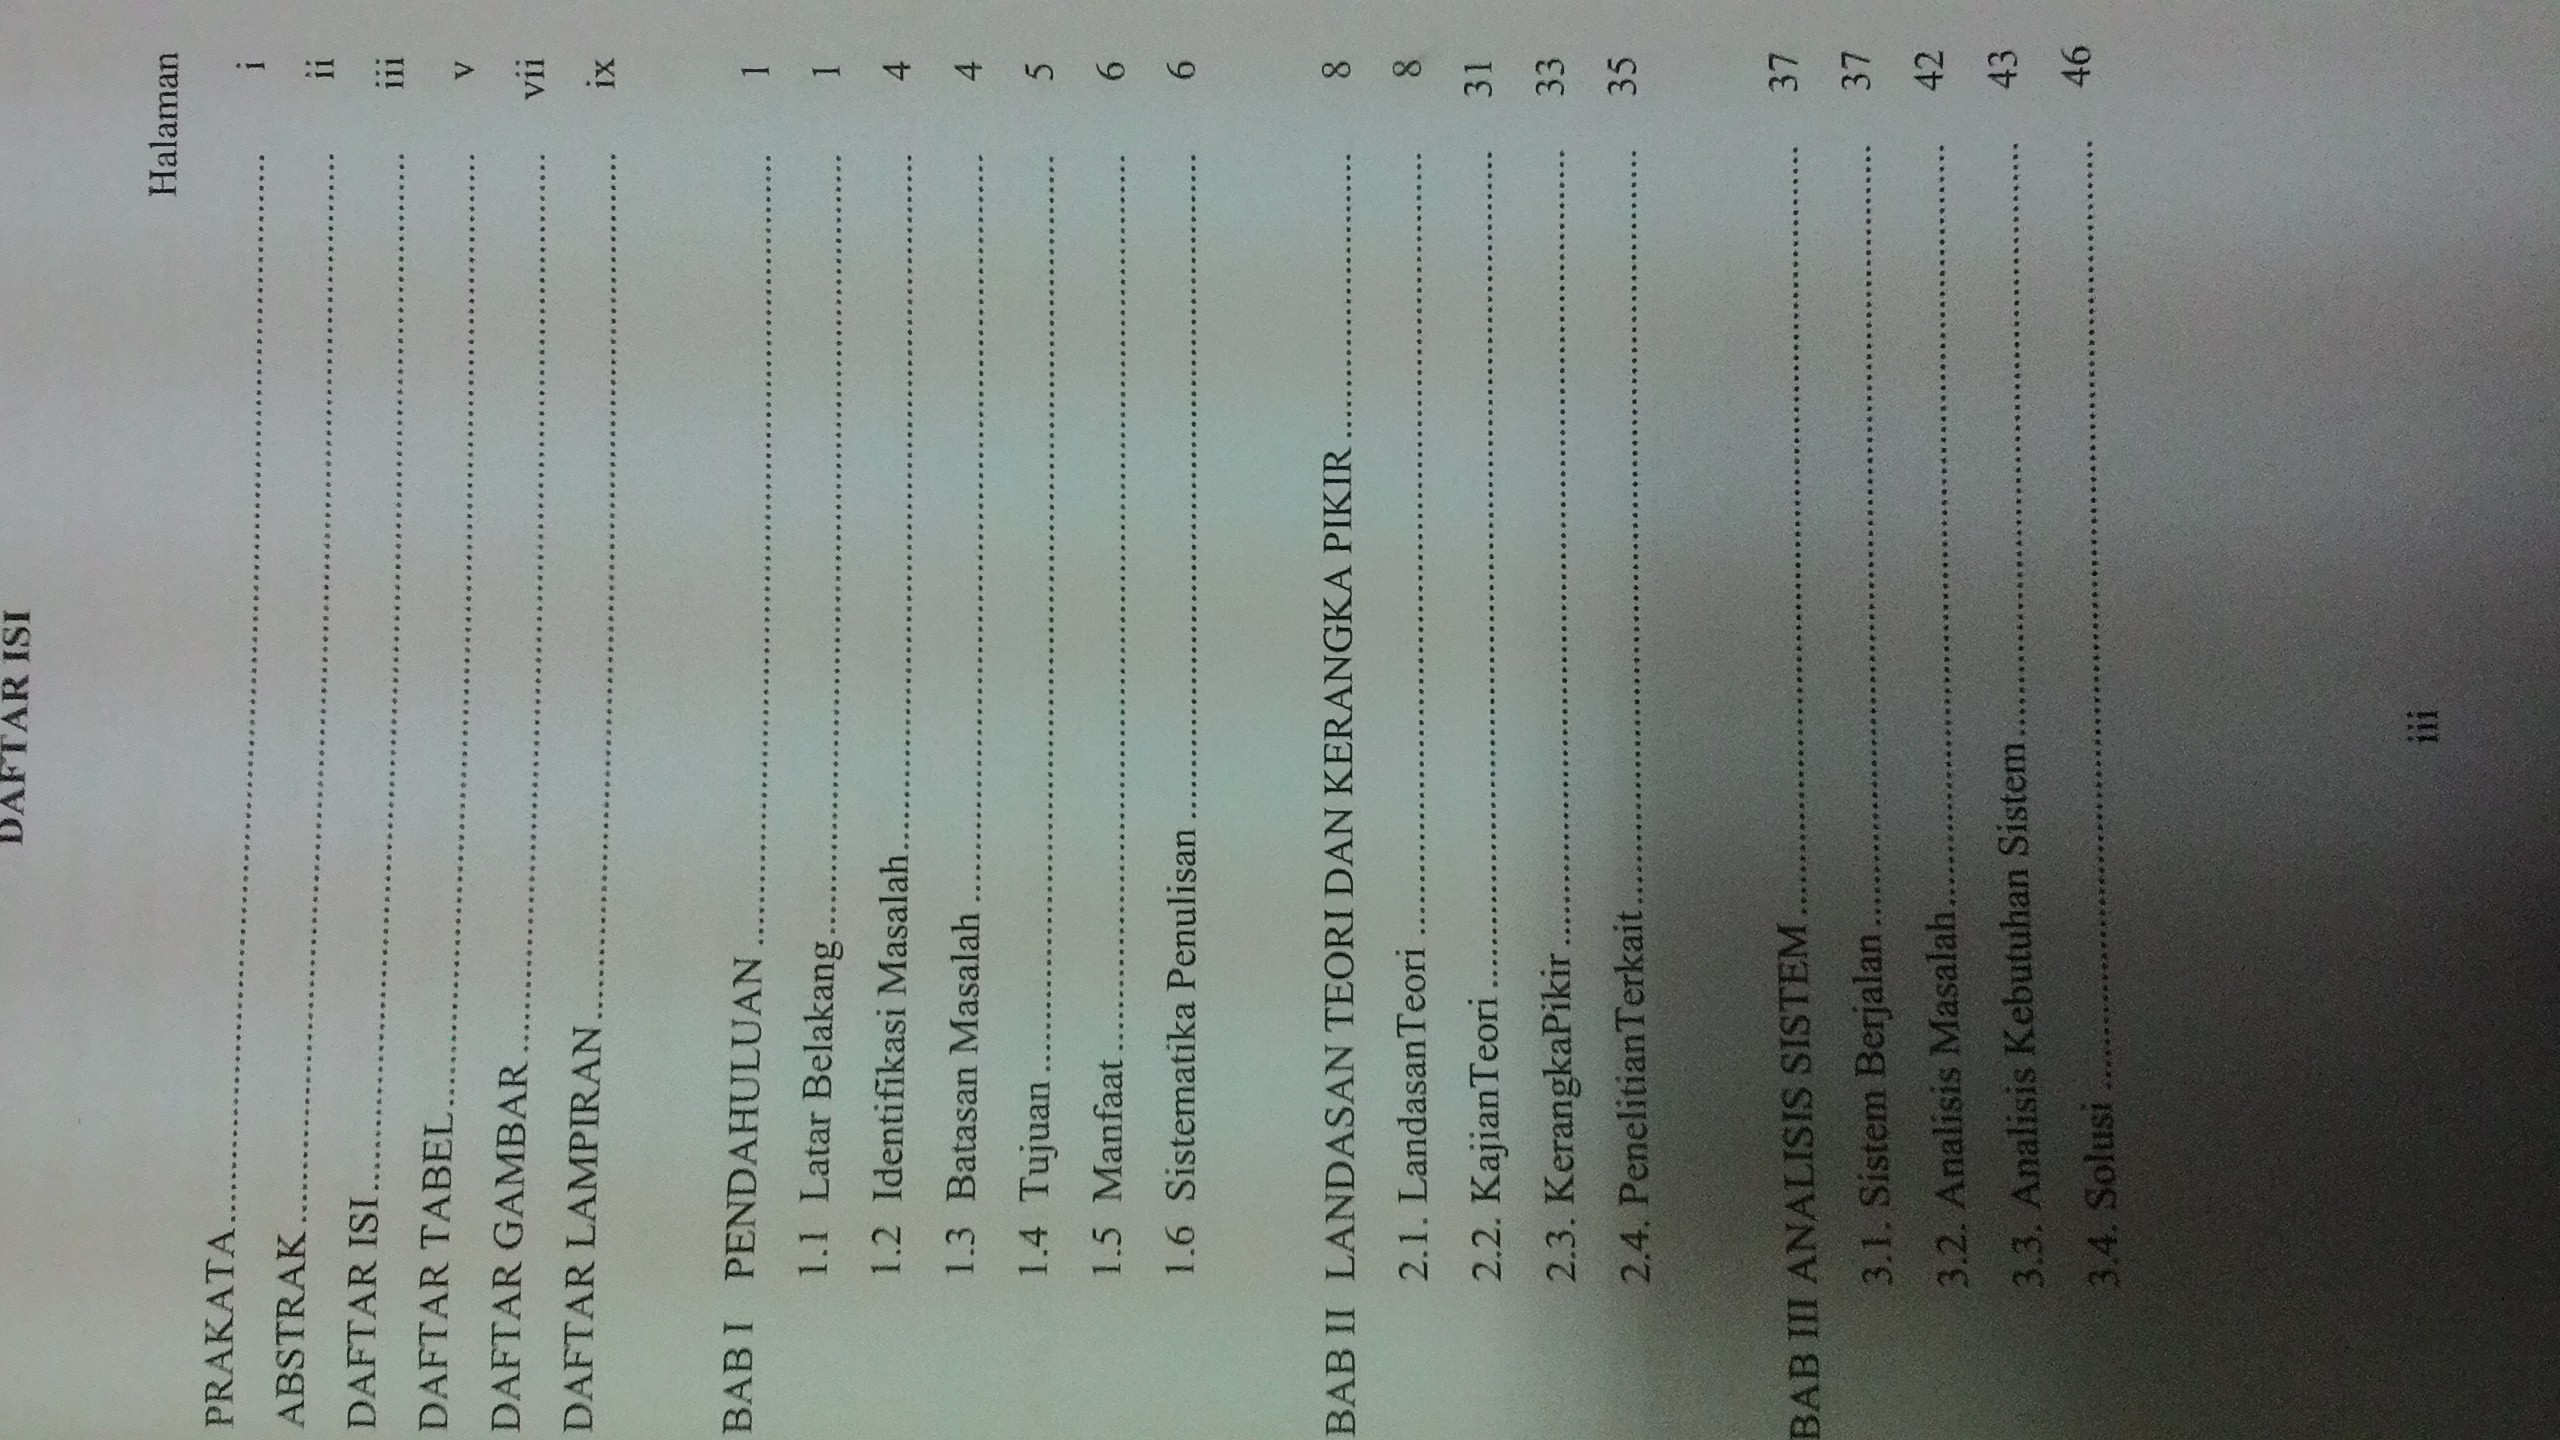 DAFTAR ISI
Halaman
PRAKATA.......... i
ABSTRAK.......... ii
DAFTAR ISI.......... iii
DAFTAR TABEL.......... v
DAFTAR GAMBAR.......... vii
DAFTAR LAMPIRAN.......... ix
BAB I PENDAHULUAN.......... 1
1.1 Latar Belakang.......... 1
1.2 Identifikasi Masalah.......... 4
1.3 Batasan Masalah.......... 4
1.4 Tujuan.......... 5
1.5 Manfaat.......... 6
1.6 Sistematika Penulisan.......... 6
BAB II LANDASAN TEORI DAN KERANGKA PIKIR.......... 8
2.1. LandasanTeori.......... 8
2.2. KajianTeori.......... 31
2.3. KerangkaPikir.......... 33
2.4. PenelitianTerkait.......... 35
BAB III ANALISIS SISTEM.......... 37
3.1. Sistem Berjalan.......... 37
3.2. Analisis Masalah.......... 42
3.3. Analisis Kebutuhan Sistem.......... 43
3.4. Solusi.......... 46
iii